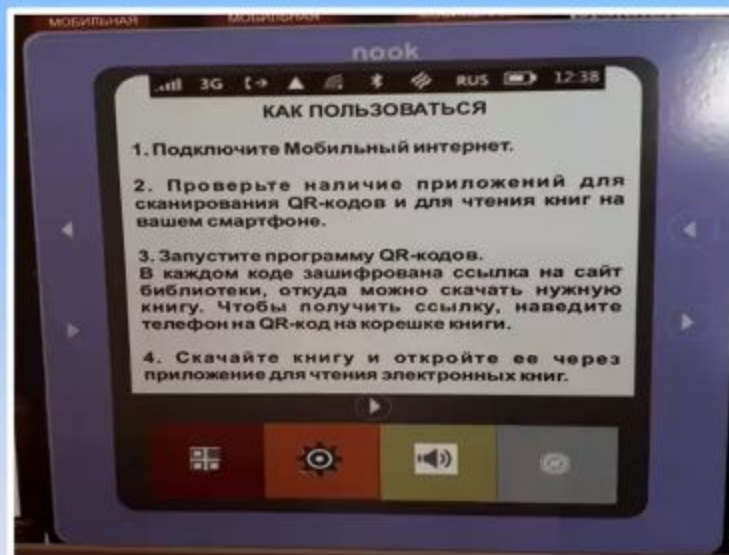 МОБИЛЬНАЯ
МОБИЛЬНАЯ
nook
3G RUS 12:38
КАК ПОЛЬЗОВАТЬСЯ
1. Подключите Мобильный интернет.
2. Проверьте наличие приложений для
сканирования QR-кодов и для чтения книг на
вашем смартфоне.
3. Запустите программу QR-кодов.
В каждом коде зашифрована ссылка на сайт
библиотеки, откуда можно скачать нужную
книгу. Чтобы получить ссылку, наведите
телефон на QR-код на корешке книги.
4. Скачайте книгу и откройте ее через
приложение для чтения электронных книг.